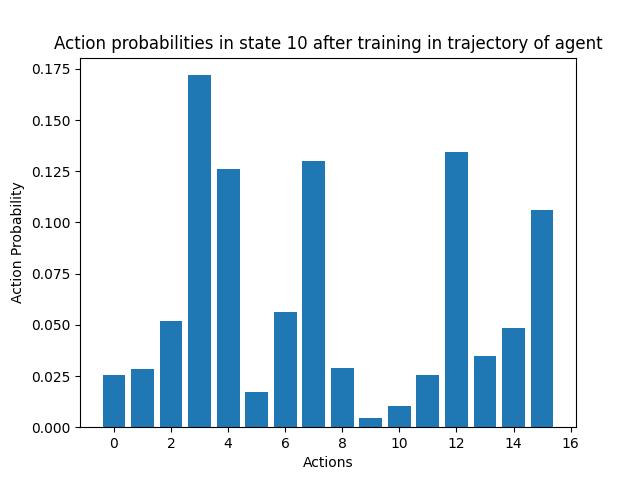 Action probabilities in state 10 after training in trajectory of agent
0.175
0.150
0.125
0.100
0.075
0.050
0.025
0.000
Action Probability
0 2 4 6 8 10 12 14 16
Actions